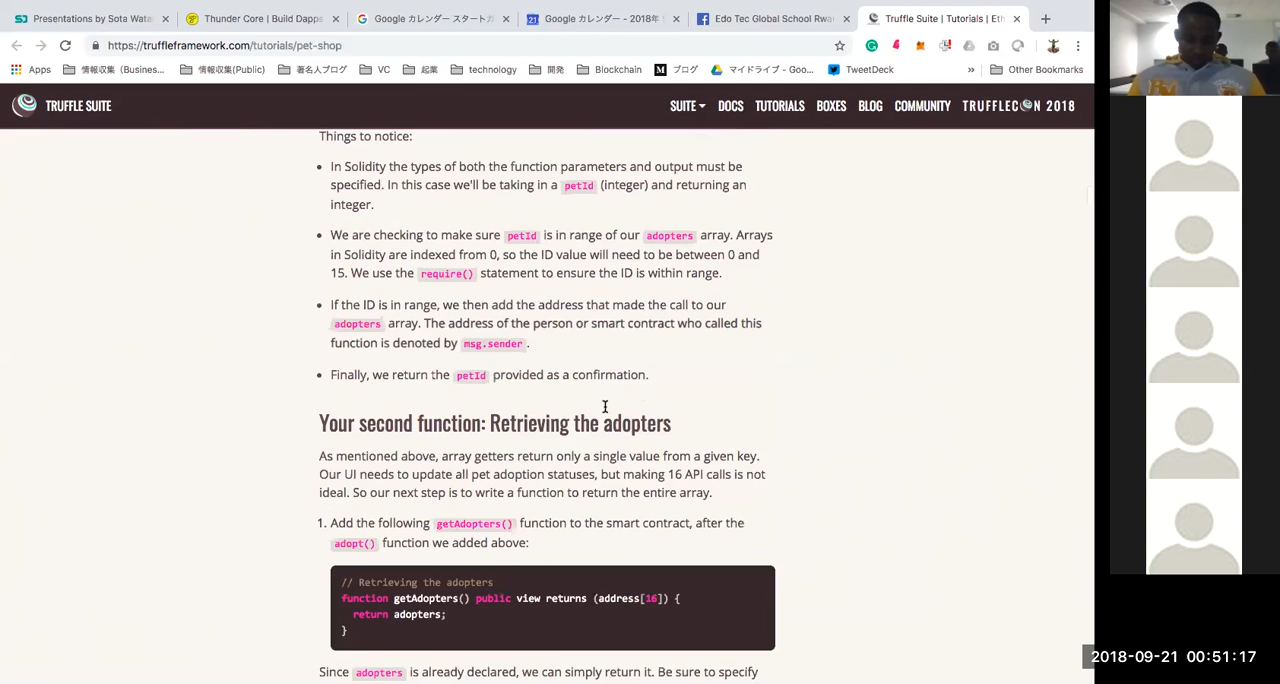 Presentations by Sota Wata
Thunder Core | Build Dapps
Google カレンダー スタートガ
Google カレンダー - 2018年
Edo Tec Global School Rwa
Truffle Suite | Tutorials | Eth
https://truffleframework.com/tutorials/pet-shop
Apps
情報収集（Busines...
情報収集(Public)
著名人ブログ
VC
起業
technology
開発
Blockchain
ブログ
マイドライブ - Goo...
TweetDeck
»
Other Bookmarks
TRUFFLE SUITE
SUITE
DOCS
TUTORIALS
BOXES
BLOG
COMMUNITY
TRUFFLECON 2018
Things to notice:
• In Solidity the types of both the function parameters and output must be
specified. In this case we'll be taking in a petId (integer) and returning an
integer.
• We are checking to make sure petId is in range of our adopters array. Arrays
in Solidity are indexed from 0, so the ID value will need to be between 0 and
15. We use the require() statement to ensure the ID is within range.
• If the ID is in range, we then add the address that made the call to our
adopters array. The address of the person or smart contract who called this
function is denoted by msg.sender.
• Finally, we return the petId provided as a confirmation.
Your second function: Retrieving the adopters
As mentioned above, array getters return only a single value from a given key.
Our UI needs to update all pet adoption statuses, but making 16 API calls is not
ideal. So our next step is to write a function to return the entire array.
1. Add the following getAdopters() function to the smart contract, after the
adopt() function we added above:
// Retrieving the adopters
function getAdopters() public view returns (address[16]) {
return adopters;
}
Since adopters is already declared, we can simply return it. Be sure to specify
2018-09-21 00:51:17